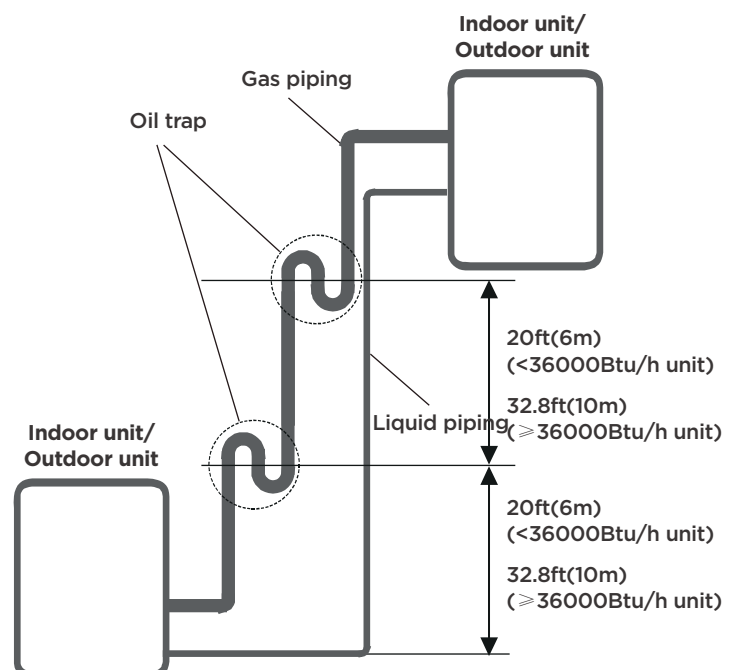 Indoor unit/
Outdoor unit
Gas piping
Oil trap
20ft(6m)
(<36000Btu/h unit)
32.8ft(10m)
(⩾36000Btu/h unit)
Liquid piping
Indoor unit/
Outdoor unit
20ft(6m)
(<36000Btu/h unit)
32.8ft(10m)
(⩾36000Btu/h unit)